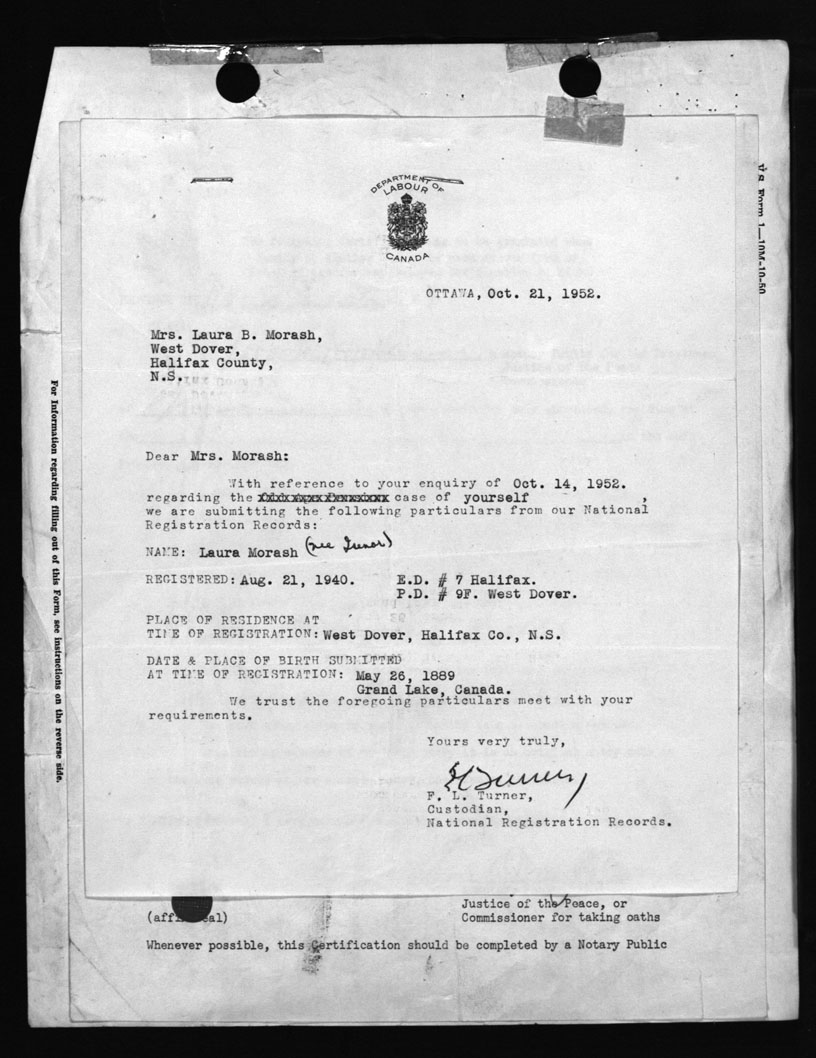 DEPARTMENT OF
LABOUR
CANADA
U.S. Form 1—10M-10-50
OTTAWA, Oct. 21, 1952.
Mrs. Laura B. Morash,
West Dover,
Halifax County,
N.S.
Dear Mrs. Morash:
With reference to your enquiry of Oct. 14, 1952.
regarding the case of yourself ,
we are submitting the following particulars from our National
Registration Records:
NAME: Laura Morash (nee
REGISTERED: Aug. 21, 1940. E.D. # 7 Halifax.
P.D. # 9F. West Dover.
PLACE OF RESIDENCE AT
TIME OF REGISTRATION: West Dover, Halifax Co., N.S.
DATE & PLACE OF BIRTH SUBMITTED
AT TIME OF REGISTRATION: May 26, 1889
Grand Lake, Canada.
We trust the foregoing particulars meet with your
requirements.
Yours very truly,
F. L. Turner,
Custodian,
National Registration Records.
For Information regarding filling out of this Form, see instructions on the reverse side.
Justice of the Peace, or
(aff eal) Commissioner for taking oaths
Whenever possible, this Certification should be completed by a Notary Public